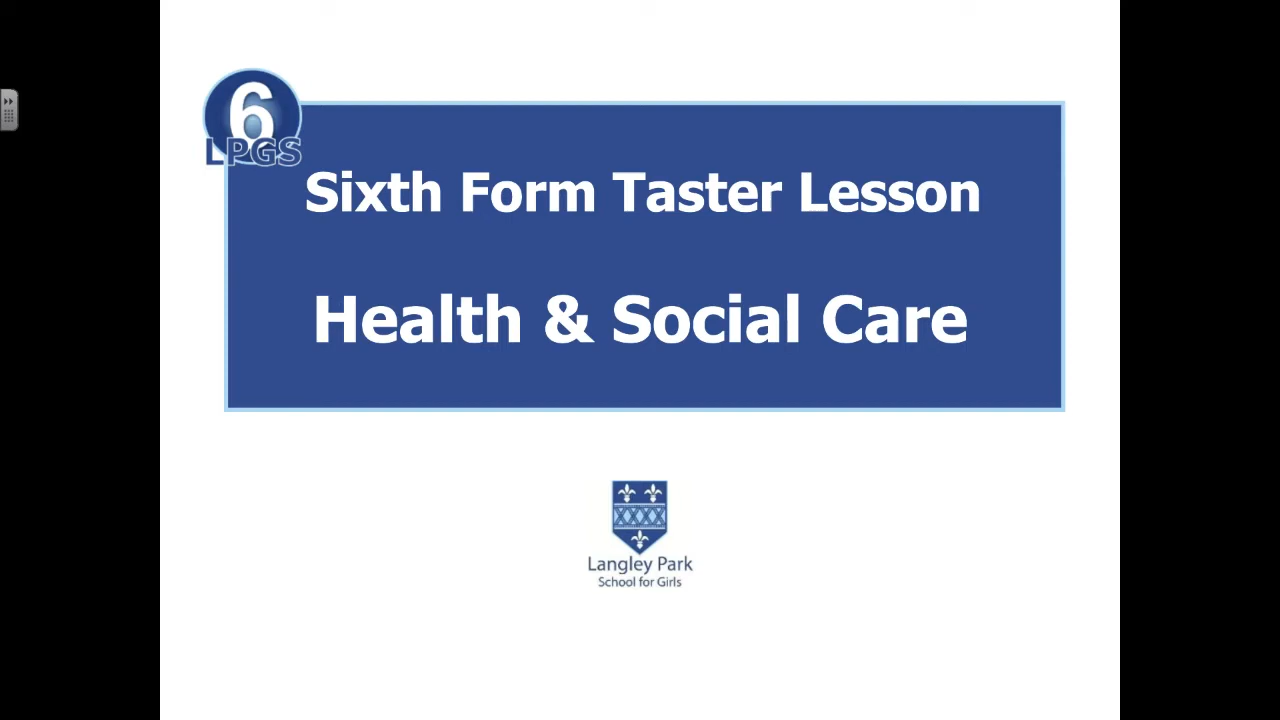 6
LPGS
Sixth Form Taster Lesson
Health & Social Care
Langley Park
School for Girls